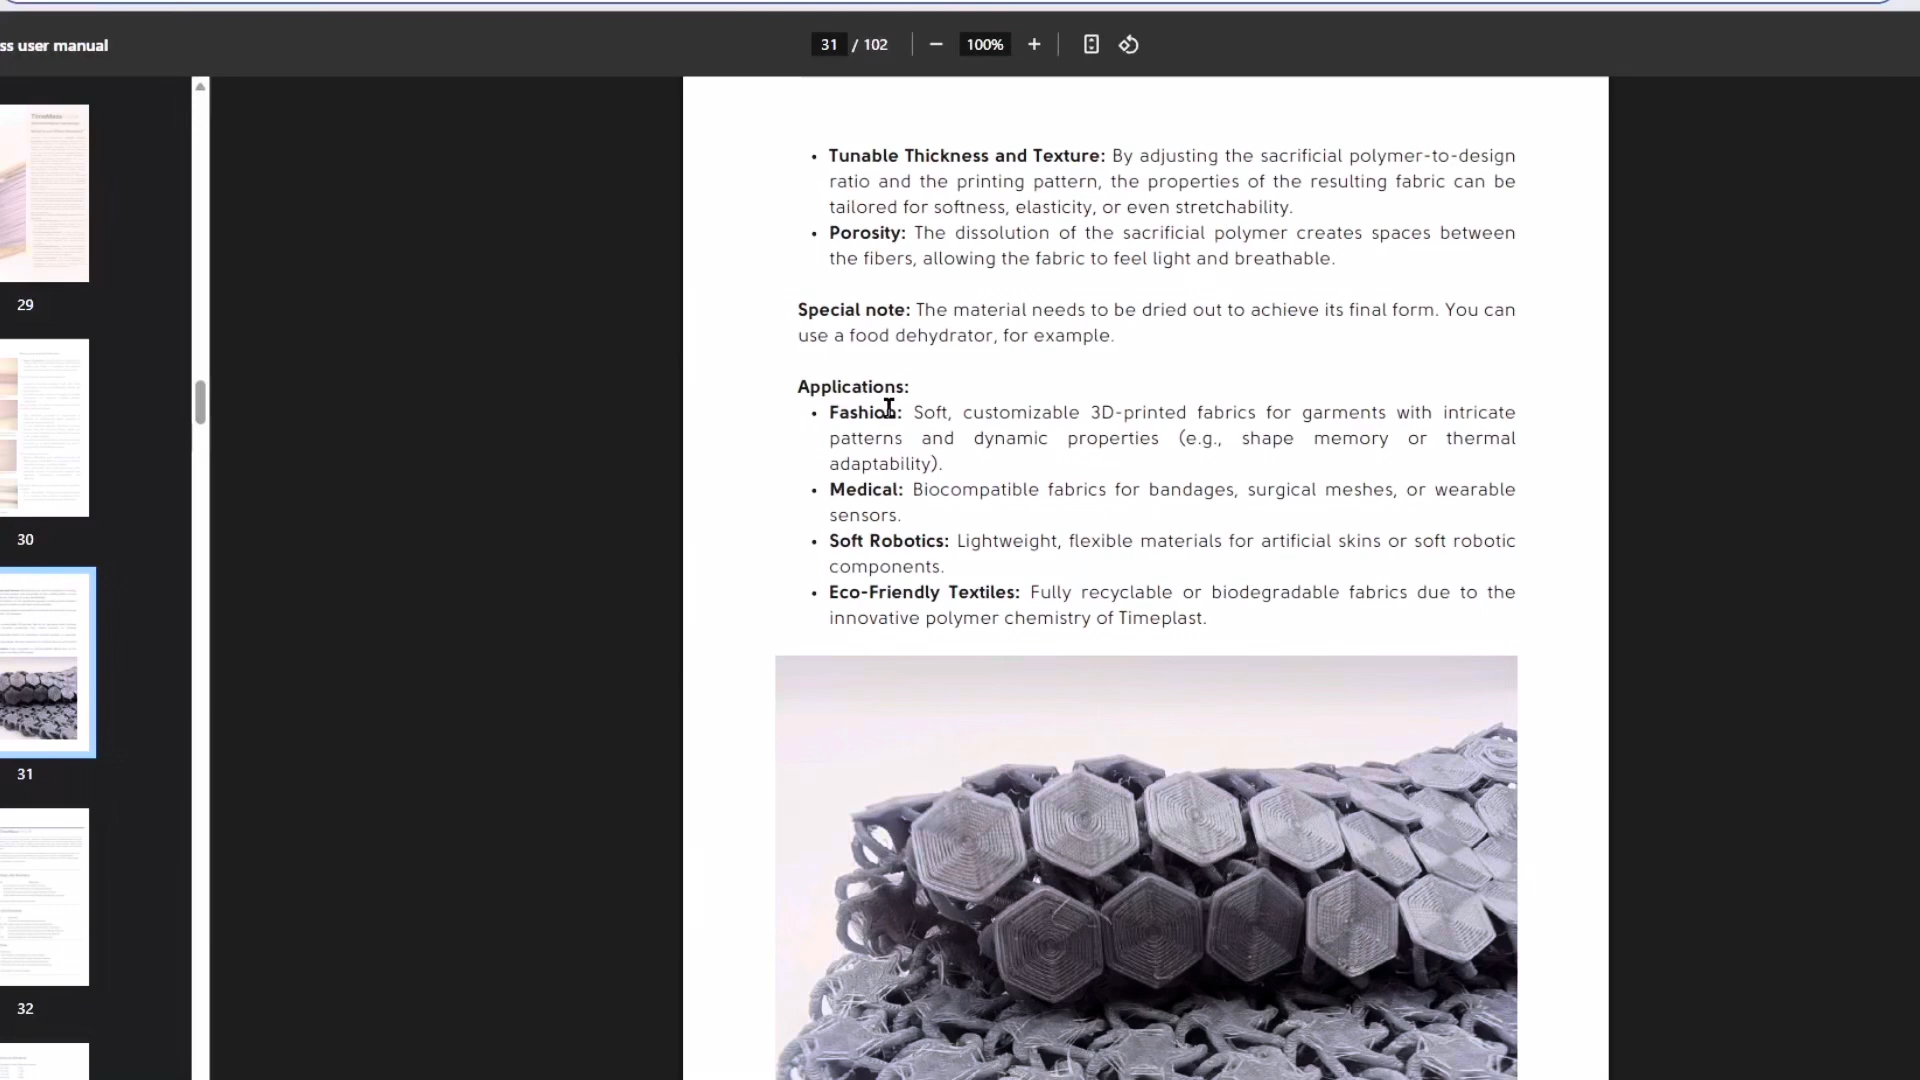 ss user manual
31 / 102
100%
29
30
31
32
• Tunable Thickness and Texture: By adjusting the sacrificial polymer-to-design
ratio and the printing pattern, the properties of the resulting fabric can be
tailored for softness, elasticity, or even stretchability.
• Porosity: The dissolution of the sacrificial polymer creates spaces between
the fibers, allowing the fabric to feel light and breathable.
Special note: The material needs to be dried out to achieve its final form. You can
use a food dehydrator, for example.
Applications:
• Fashion: Soft, customizable 3D-printed fabrics for garments with intricate
patterns and dynamic properties (e.g., shape memory or thermal
adaptability).
• Medical: Biocompatible fabrics for bandages, surgical meshes, or wearable
sensors.
• Soft Robotics: Lightweight, flexible materials for artificial skins or soft robotic
components.
• Eco-Friendly Textiles: Fully recyclable or biodegradable fabrics due to the
innovative polymer chemistry of Timeplast.